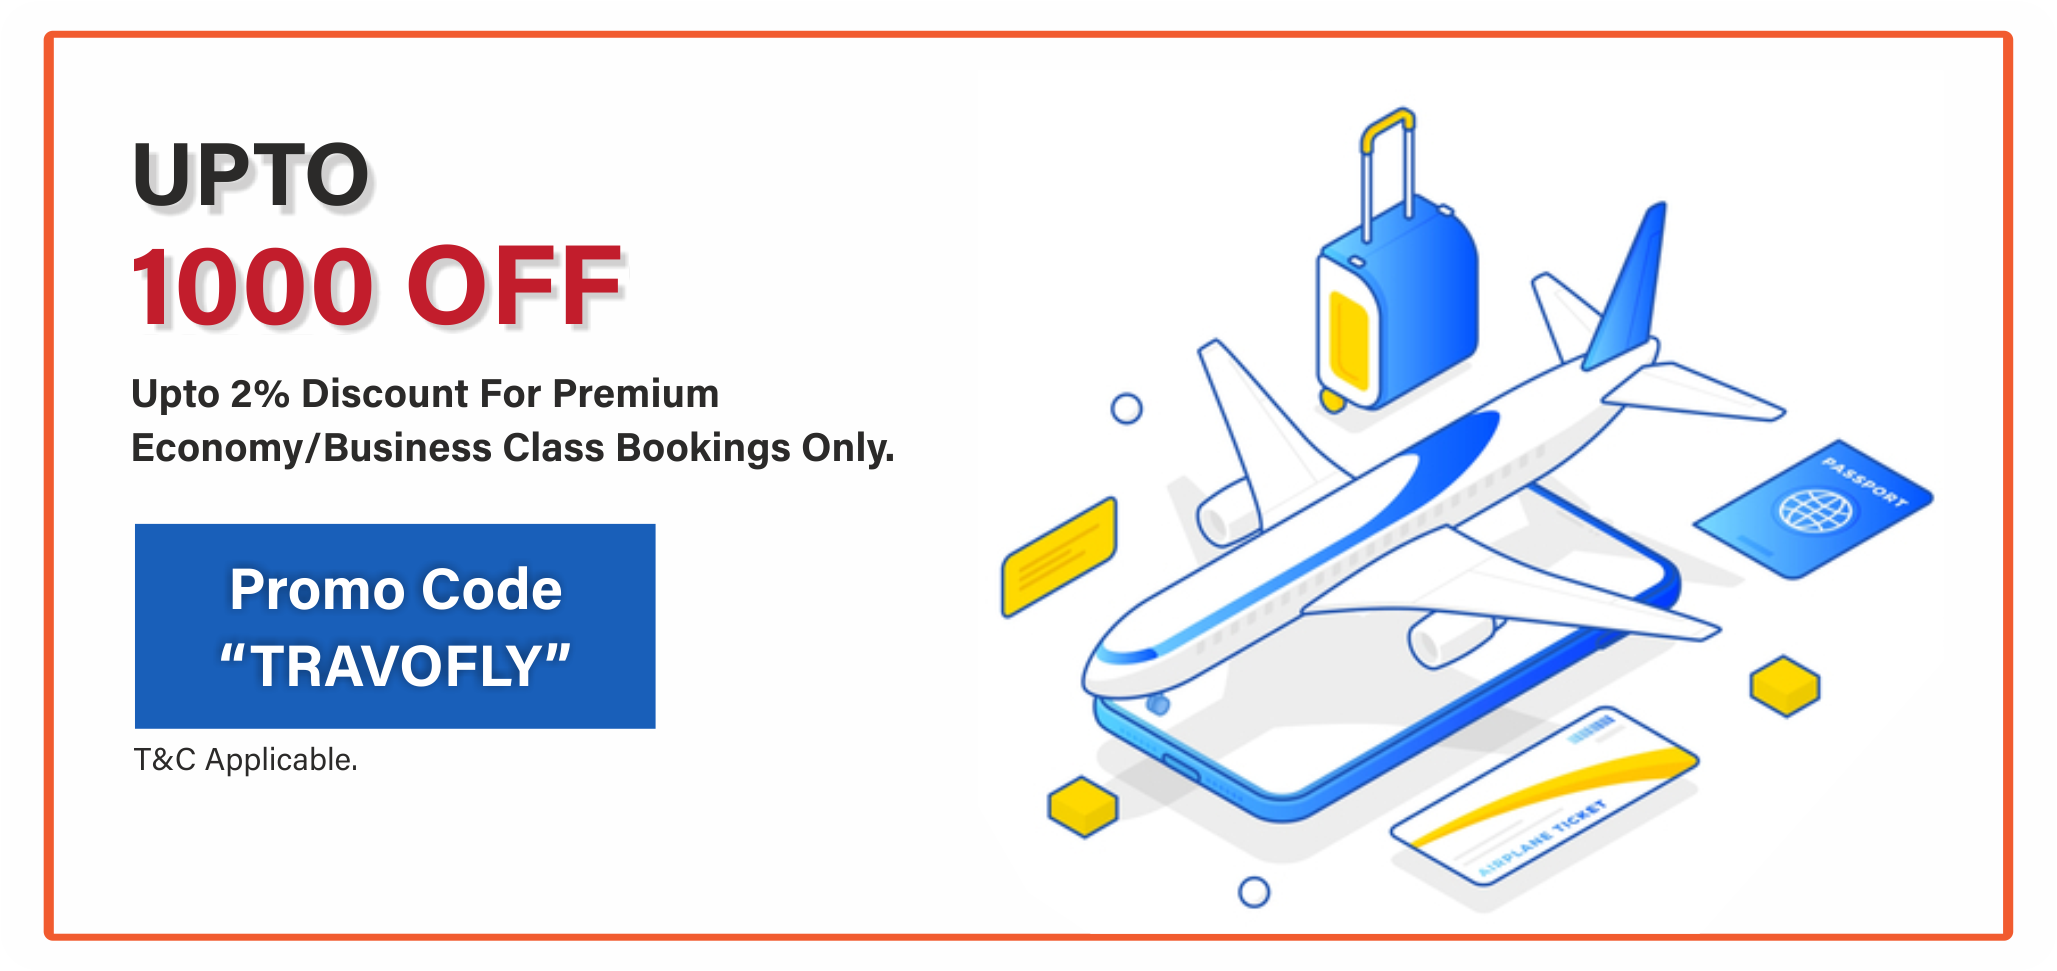 UPTO
1000 OFF
Upto 2% Discount For Premium
Economy/Business Class Bookings Only.
Promo Code
“TRAVOFLY”
T&C Applicable.
PASSPORT
AIRPLANE TICKET